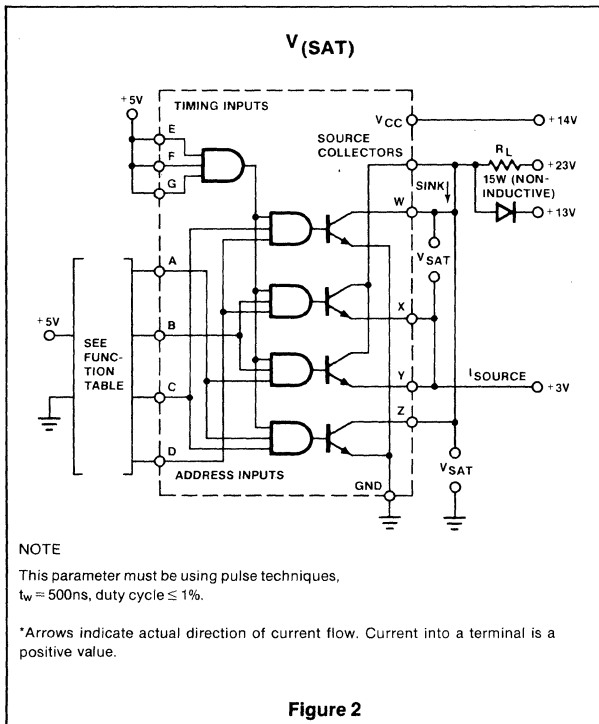 V(SAT)
+5V
TIMING INPUTS
E
F
G
VCC
+14V
SOURCE
COLLECTORS
RL
+23V
15W (NON-
INDUCTIVE)
+13V
SINK
W
VSAT
X
A
B
C
D
+5V
SEE
FUNC-
TION
TABLE
Y
ISOURCE
+3V
Z
VSAT
ADDRESS INPUTS
GND
NOTE
This parameter must be using pulse techniques,
tw = 500ns, duty cycle ≤ 1%.
*Arrows indicate actual direction of current flow. Current into a terminal is a
positive value.
Figure 2